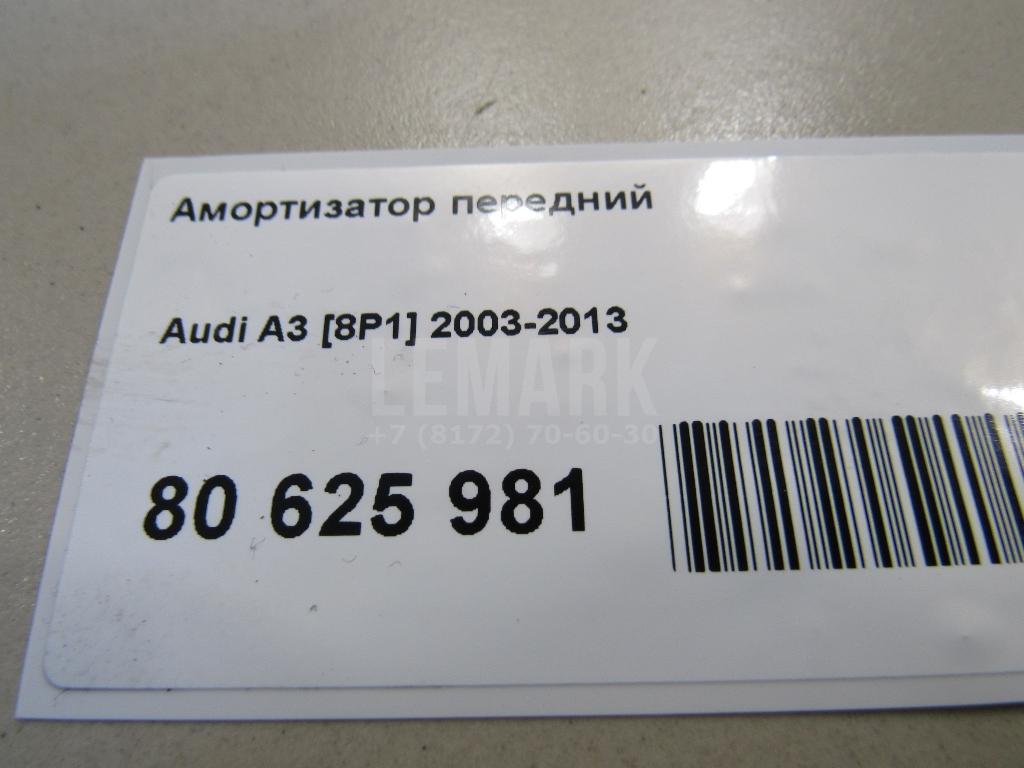 Амортизатор передний
Audi A3 [8P1] 2003-2013
LEMARK
+7 (8172) 70-60-30
80 625 981